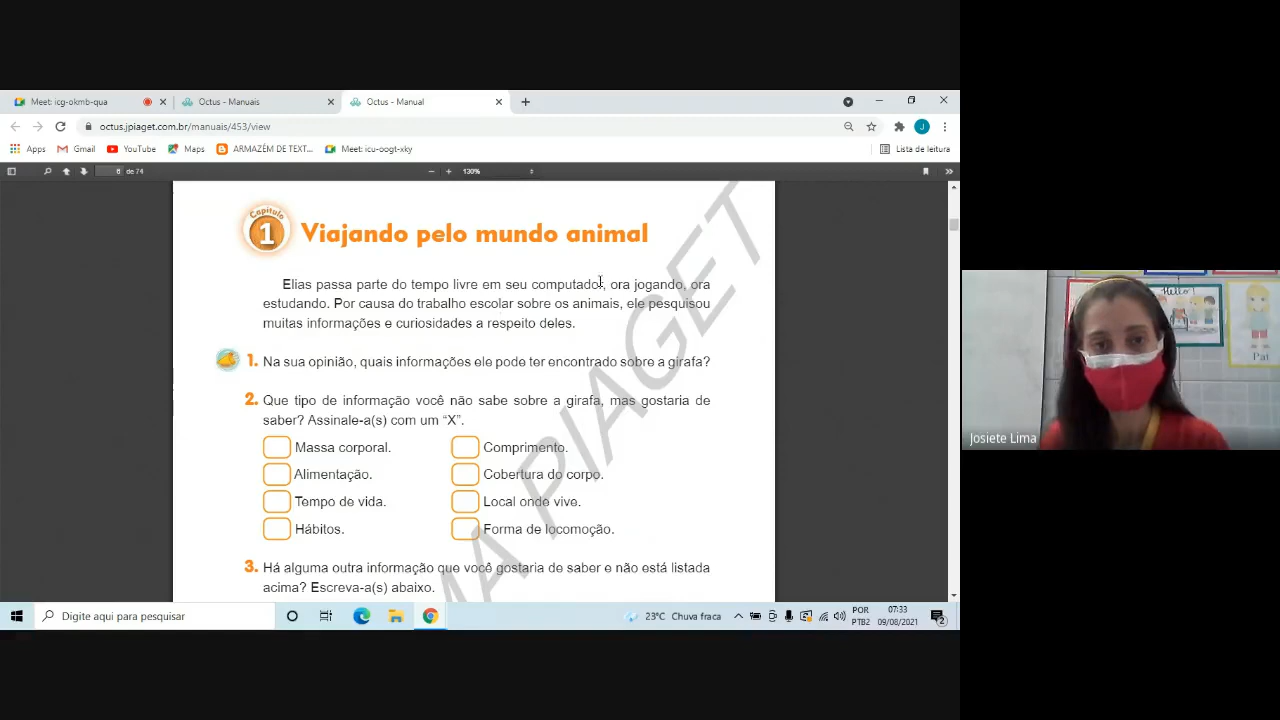 Meet: icg-okmb-qua
Octus - Manuais
Octus - Manual
octus.jpiaget.com.br/manuais/453/view
Apps
Gmail
YouTube
Maps
ARMAZÉM DE TEXT...
Meet: icu-oogt-xky
Lista de leitura
6 de 74
130%
Capítulo
1 Viajando pelo mundo animal
Elias passa parte do tempo livre em seu computador, ora jogando, ora
estudando. Por causa do trabalho escolar sobre os animais, ele pesquisou
muitas informações e curiosidades a respeito deles.
1. Na sua opinião, quais informações ele pode ter encontrado sobre a girafa?
2. Que tipo de informação você não sabe sobre a girafa, mas gostaria de
saber? Assinale-a(s) com um “X”.
Massa corporal.
Comprimento.
Alimentação.
Cobertura do corpo.
Tempo de vida.
Local onde vive.
Hábitos.
Forma de locomoção.
3. Há alguma outra informação que você gostaria de saber e não está listada
acima? Escreva-a(s) abaixo.
MA PIAGET
Hello!
Pai
Josiete Lima
Digite aqui para pesquisar
23°C Chuva fraca
POR
PTB2
07:33
09/08/2021
2
J